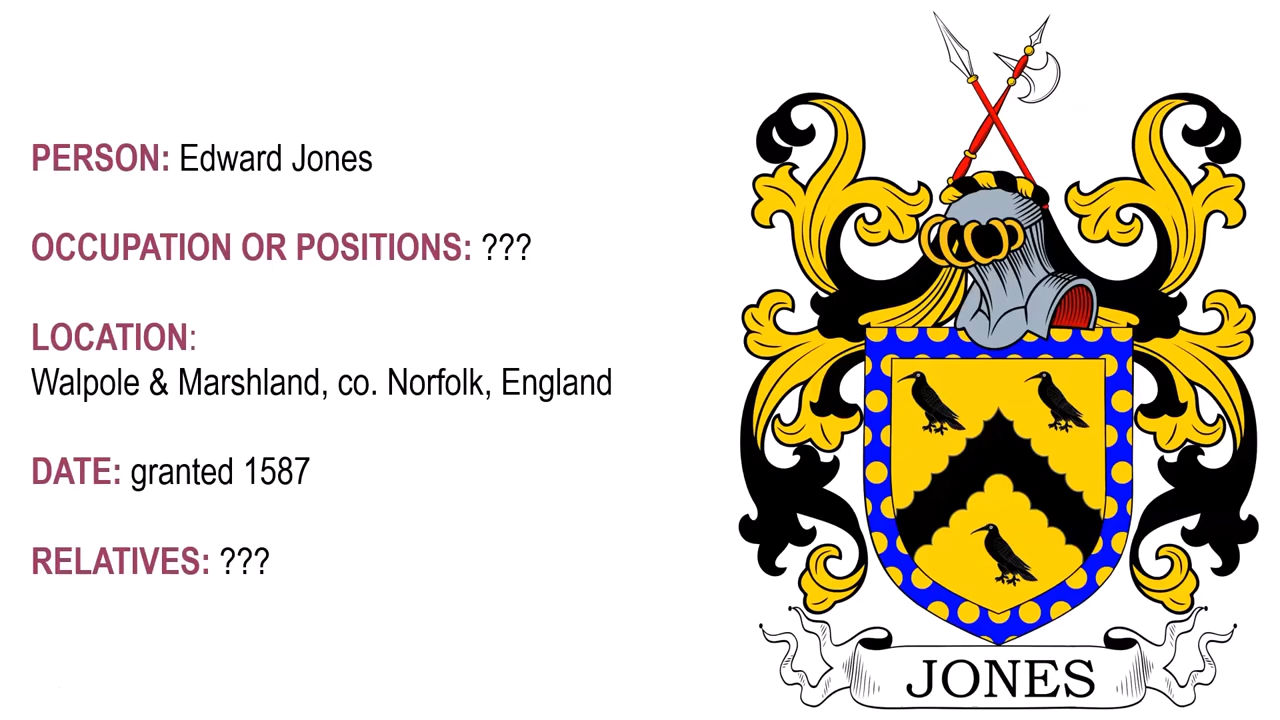 PERSON: Edward Jones
OCCUPATION OR POSITIONS: ???
LOCATION:
Walpole & Marshland, co. Norfolk, England
DATE: granted 1587
RELATIVES: ???
JONES